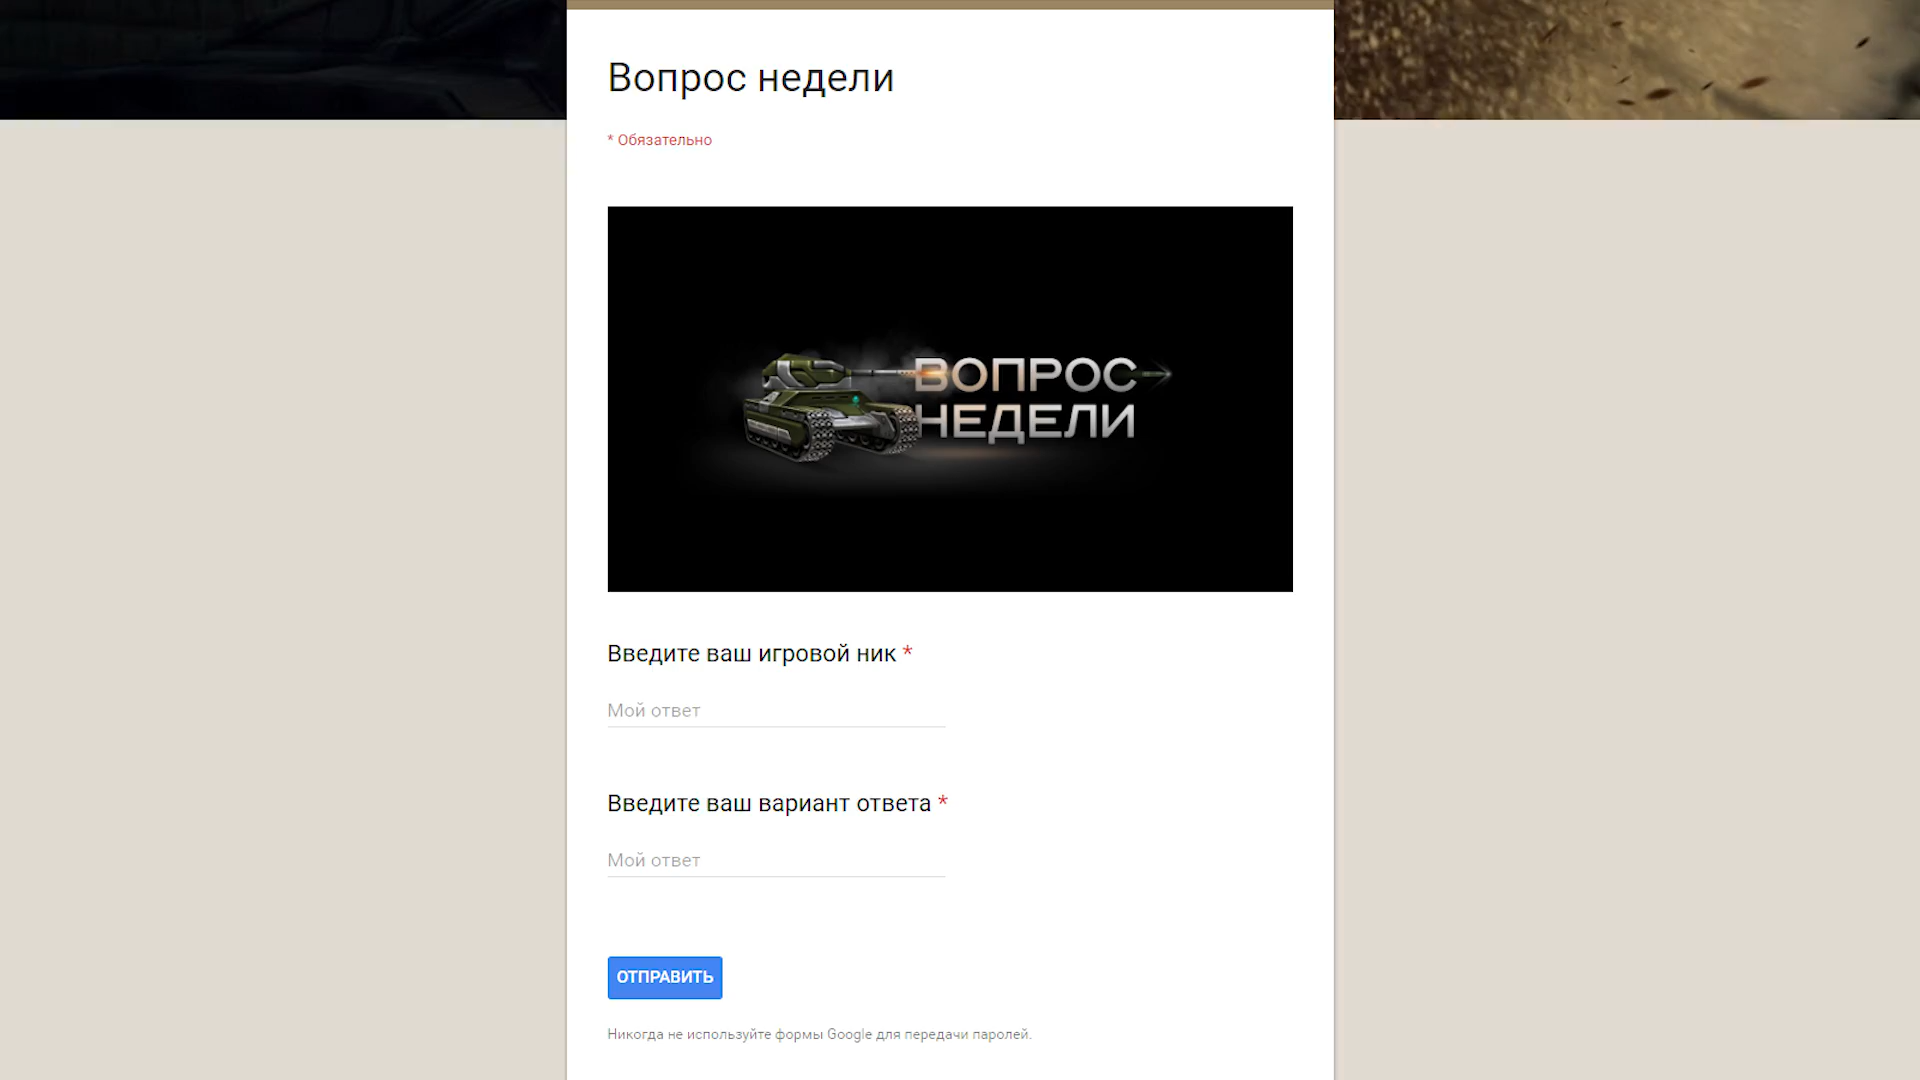 Вопрос недели
* Обязательно
ВОПРОС
НЕДЕЛИ
Введите ваш игровой ник *
Мой ответ
Введите ваш вариант ответа *
Мой ответ
ОТПРАВИТЬ
Никогда не используйте формы Google для передачи паролей.